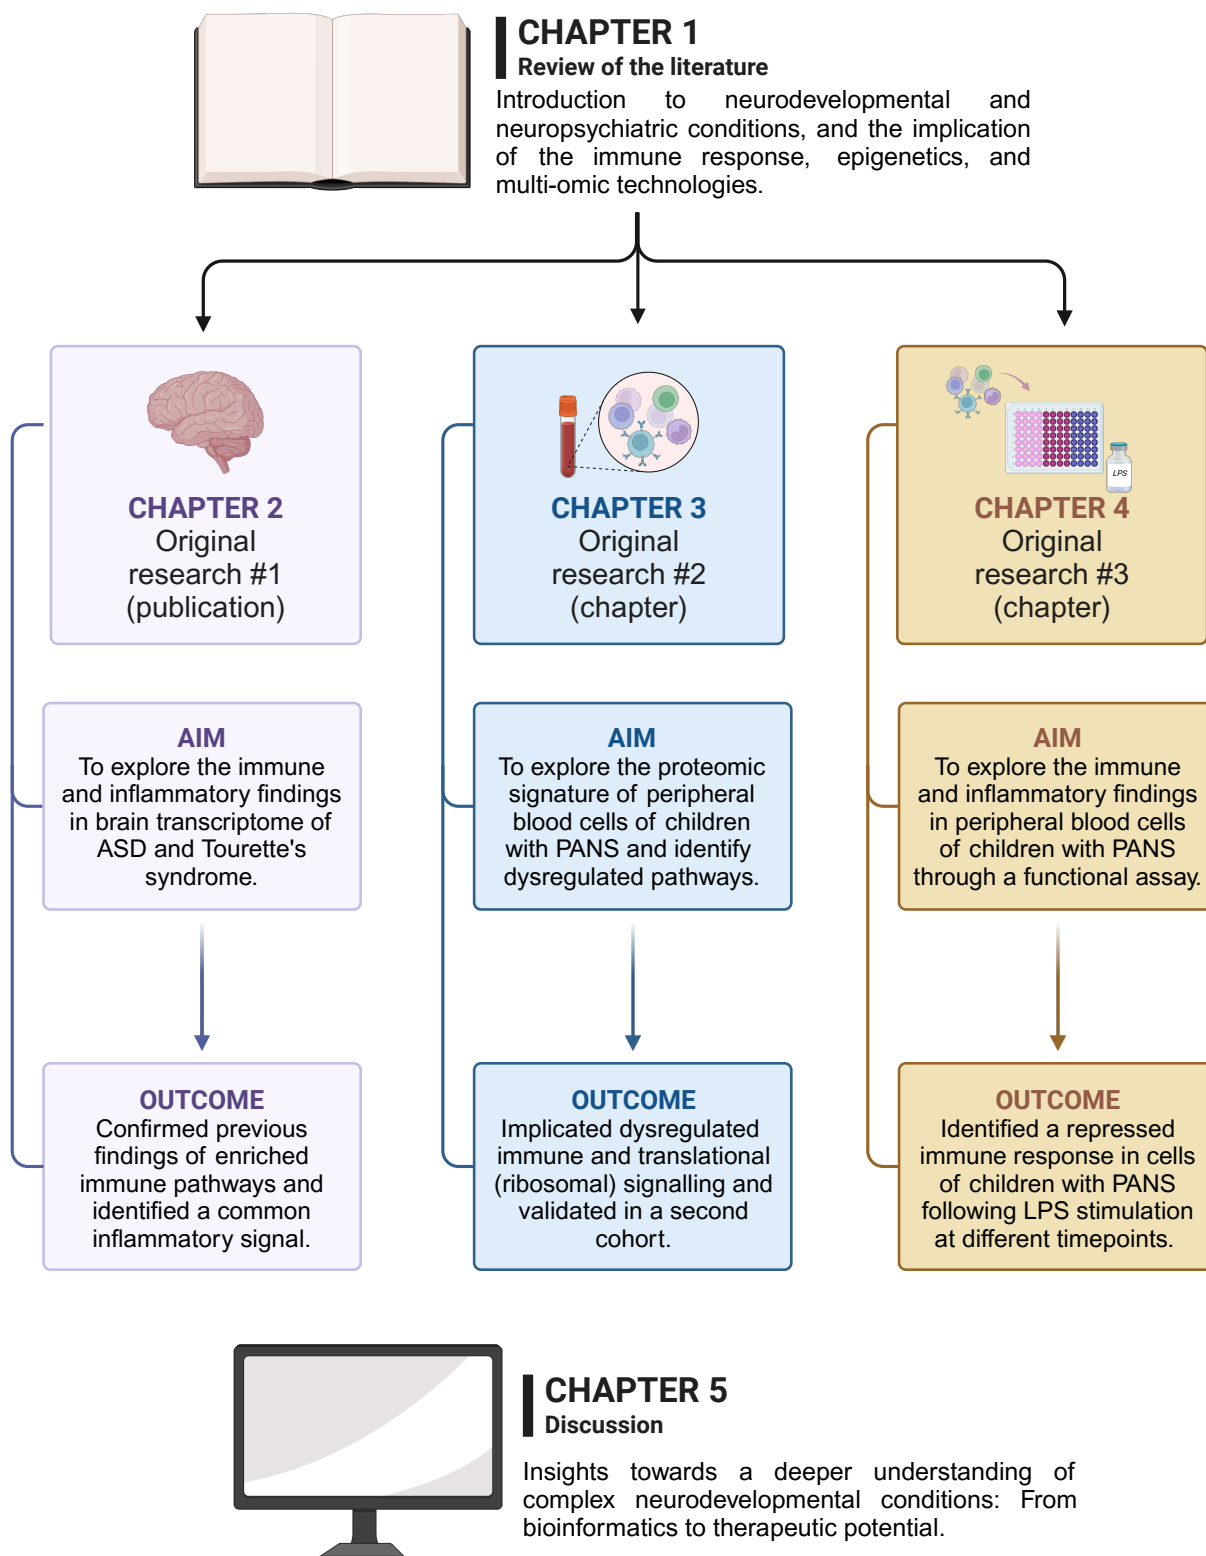 CHAPTER 1
Review of the literature
Introduction to neurodevelopmental and
neuropsychiatric conditions, and the implication
of the immune response, epigenetics, and
multi-omic technologies.
CHAPTER 2
Original
research #1
(publication)
CHAPTER 3
Original
research #2
(chapter)
LPS
CHAPTER 4
Original
research #3
(chapter)
AIM
To explore the immune
and inflammatory findings
in brain transcriptome of
ASD and Tourette's
syndrome.
AIM
To explore the proteomic
signature of peripheral
blood cells of children
with PANS and identify
dysregulated pathways.
AIM
To explore the immune
and inflammatory findings
in peripheral blood cells
of children with PANS
through a functional assay.
OUTCOME
Confirmed previous
findings of enriched
immune pathways and
identified a common
inflammatory signal.
OUTCOME
Implicated dysregulated
immune and translational
(ribosomal) signalling and
validated in a second
cohort.
OUTCOME
Identified a repressed
immune response in cells
of children with PANS
following LPS stimulation
at different timepoints.
CHAPTER 5
Discussion
Insights towards a deeper understanding of
complex neurodevelopmental conditions: From
bioinformatics to therapeutic potential.